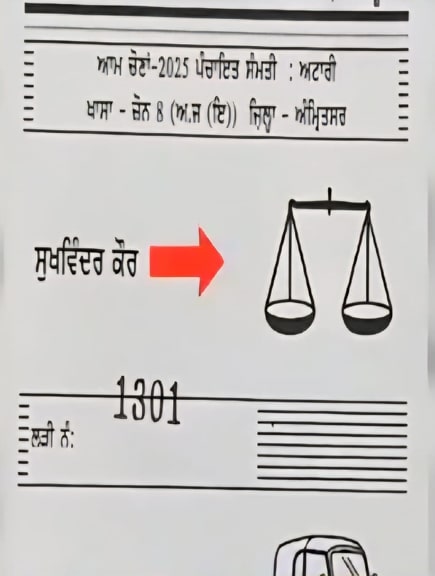 ਆਮ ਚੋਣਾਂ-2025 ਪੰਚਾਇਤ ਸੰਮਤੀ : ਅਟਾਰੀ
ਖਾਸਾ - ਜ਼ੋਨ 8 (ਅ.ਜ (ਇ)) ਜ਼ਿਲ੍ਹਾ - ਅੰਮ੍ਰਿਤਸਰ
ਸੁਖਵਿੰਦਰ ਕੌਰ
1301
ਲੜੀ ਨੰ: